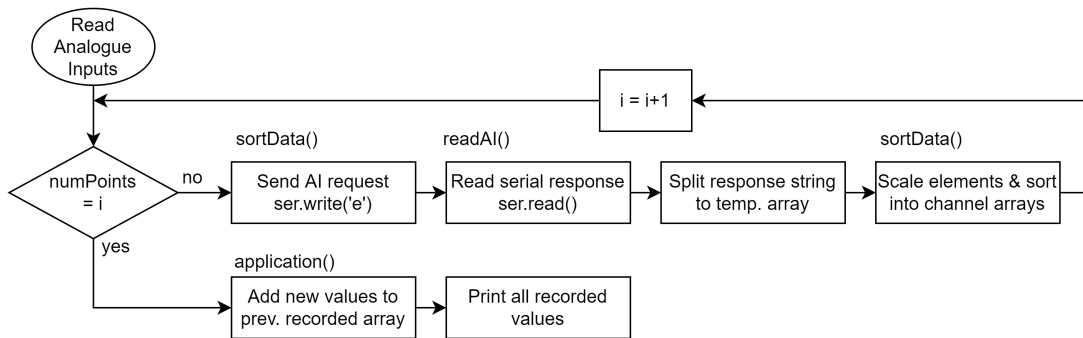 Read
Analogue
Inputs
i = i+1
sortData()
readAI()
sortData()
numPoints
= i
no
Send AI request
ser.write('e')
Read serial response
ser.read()
Split response string
to temp. array
Scale elements & sort
into channel arrays
yes
application()
Add new values to
prev. recorded array
Print all recorded
values